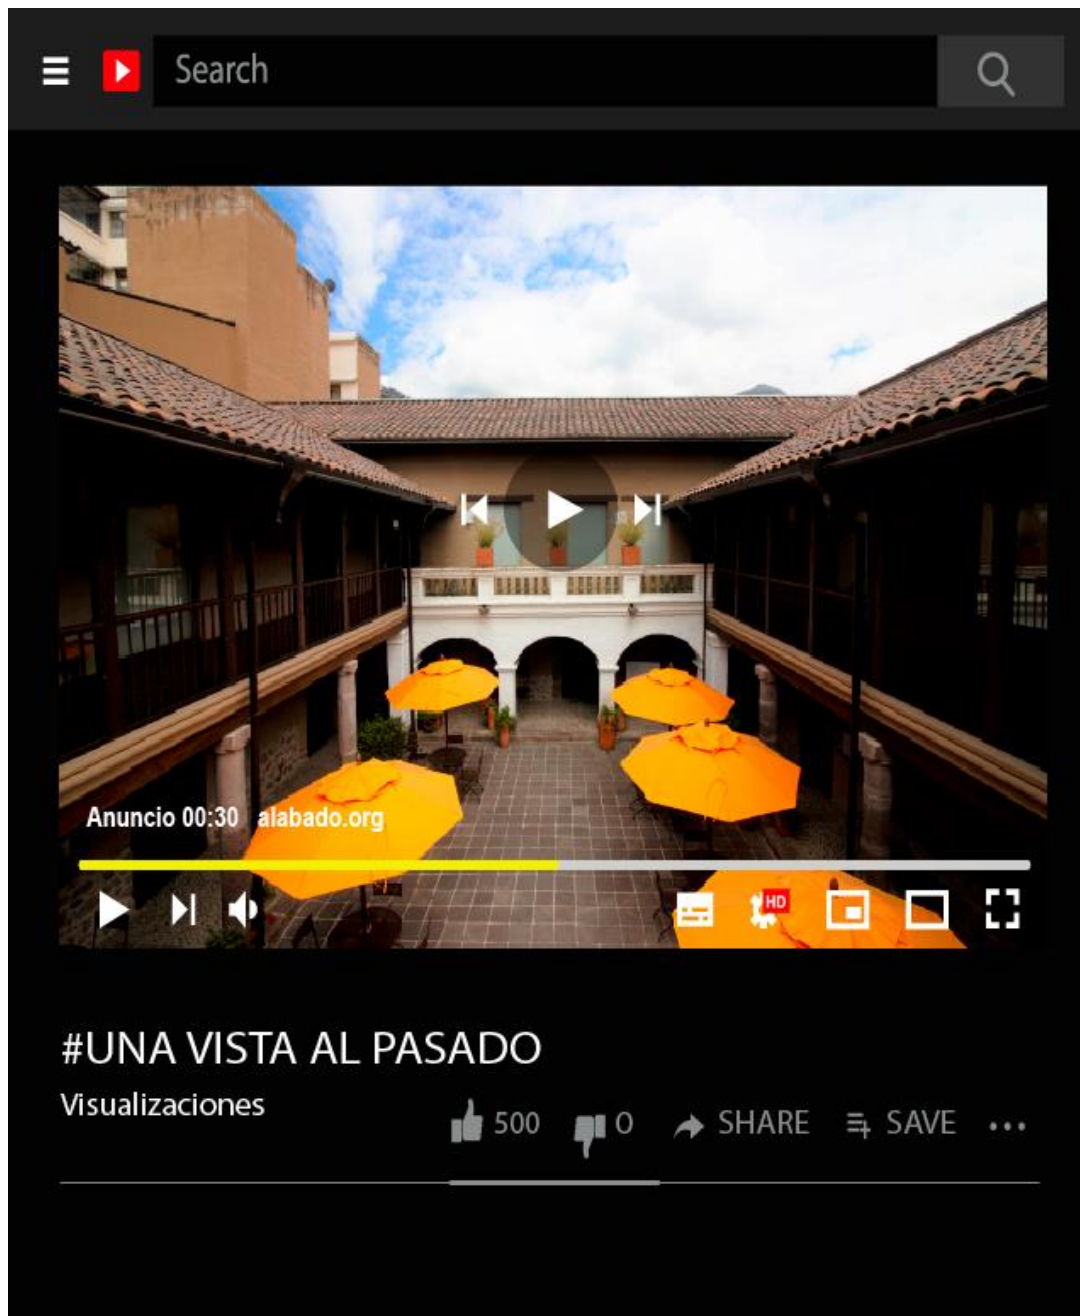 Search
Anuncio 00:30 alabado.org
HD
#UNA VISTA AL PASADO
Visualizaciones
500 0 SHARE SAVE